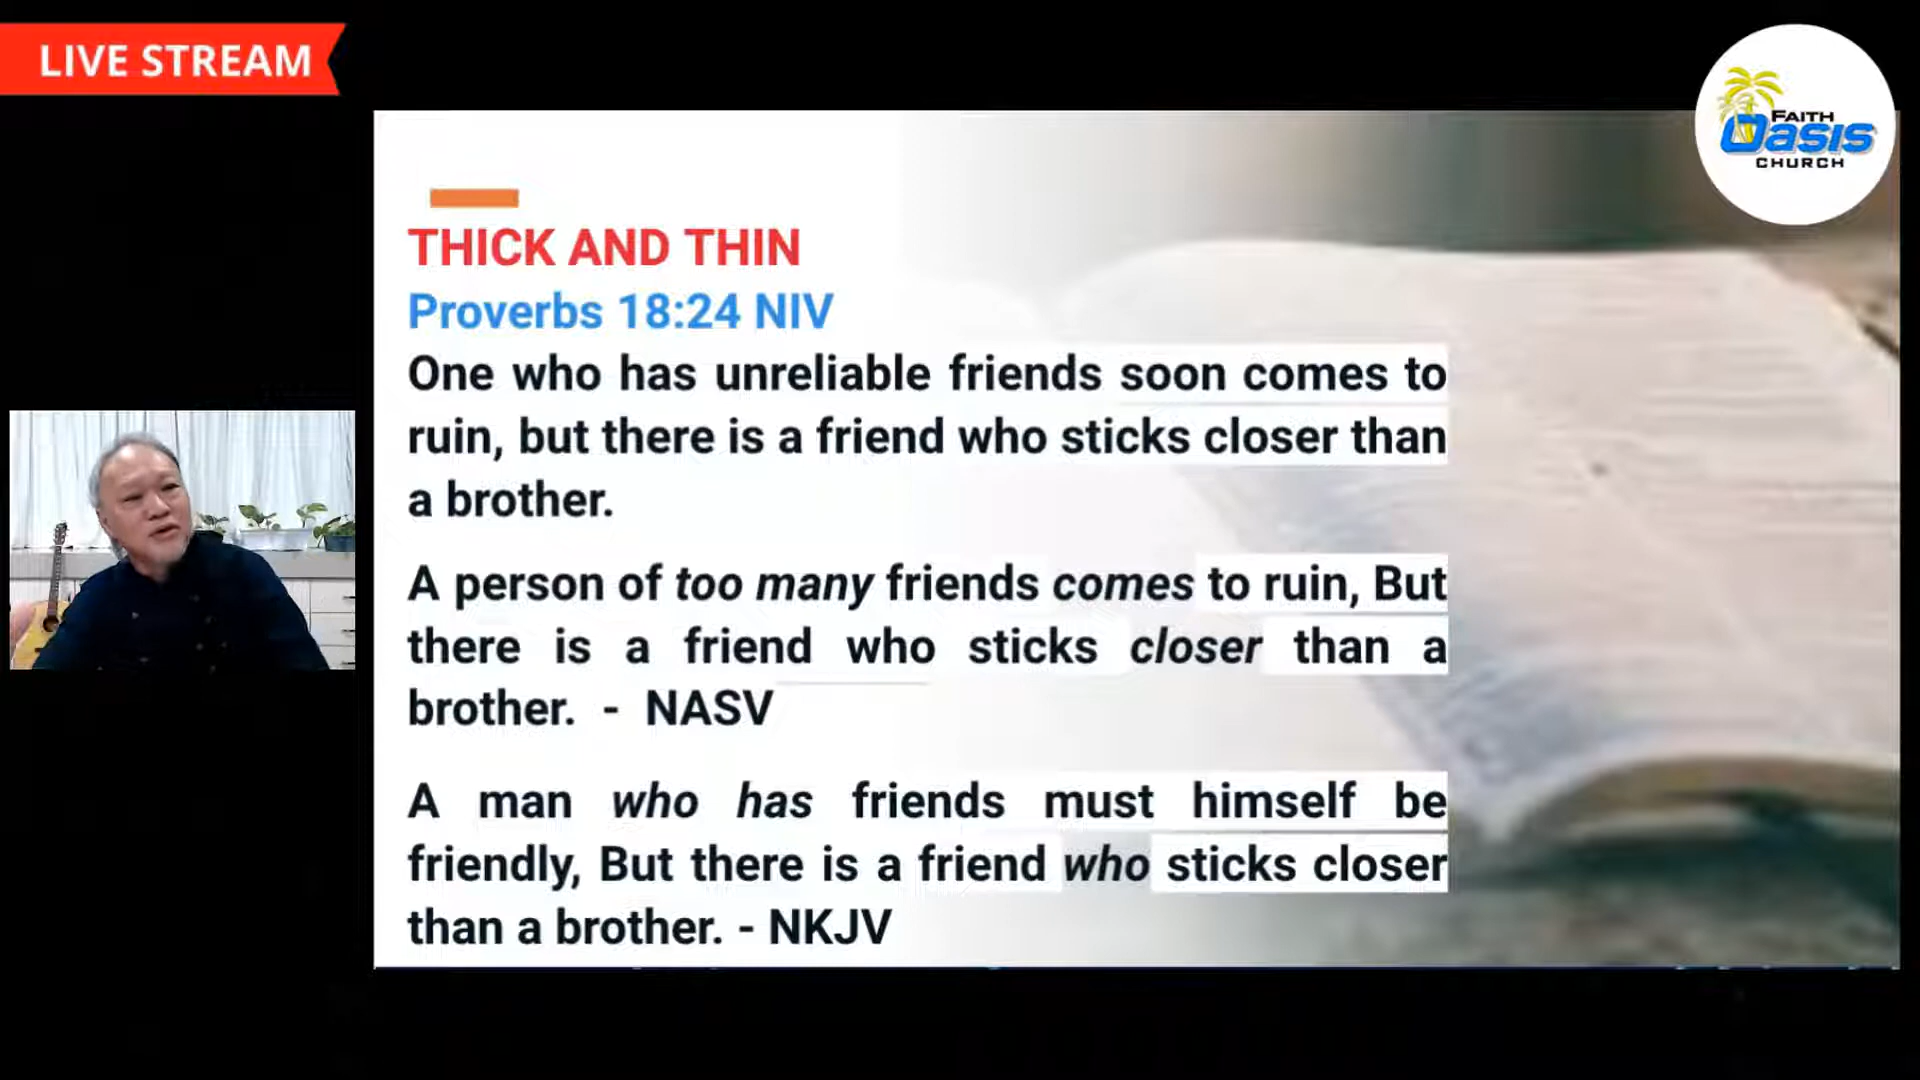 LIVE STREAM
FAITH
Oasis
CHURCH
THICK AND THIN
Proverbs 18:24 NIV
One who has unreliable friends soon comes to
ruin, but there is a friend who sticks closer than
a brother.
A person of too many friends comes to ruin, But
there is a friend who sticks closer than a
brother. - NASV
A man who has friends must himself be
friendly, But there is a friend who sticks closer
than a brother. - NKJV